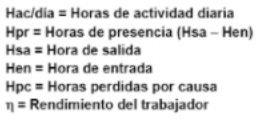 Hac/día = Horas de actividad diaria
Hpr = Horas de presencia (Hsa – Hen)
Hsa = Hora de salida
Hen = Hora de entrada
Hpc = Horas perdidas por causa
η = Rendimiento del trabajador